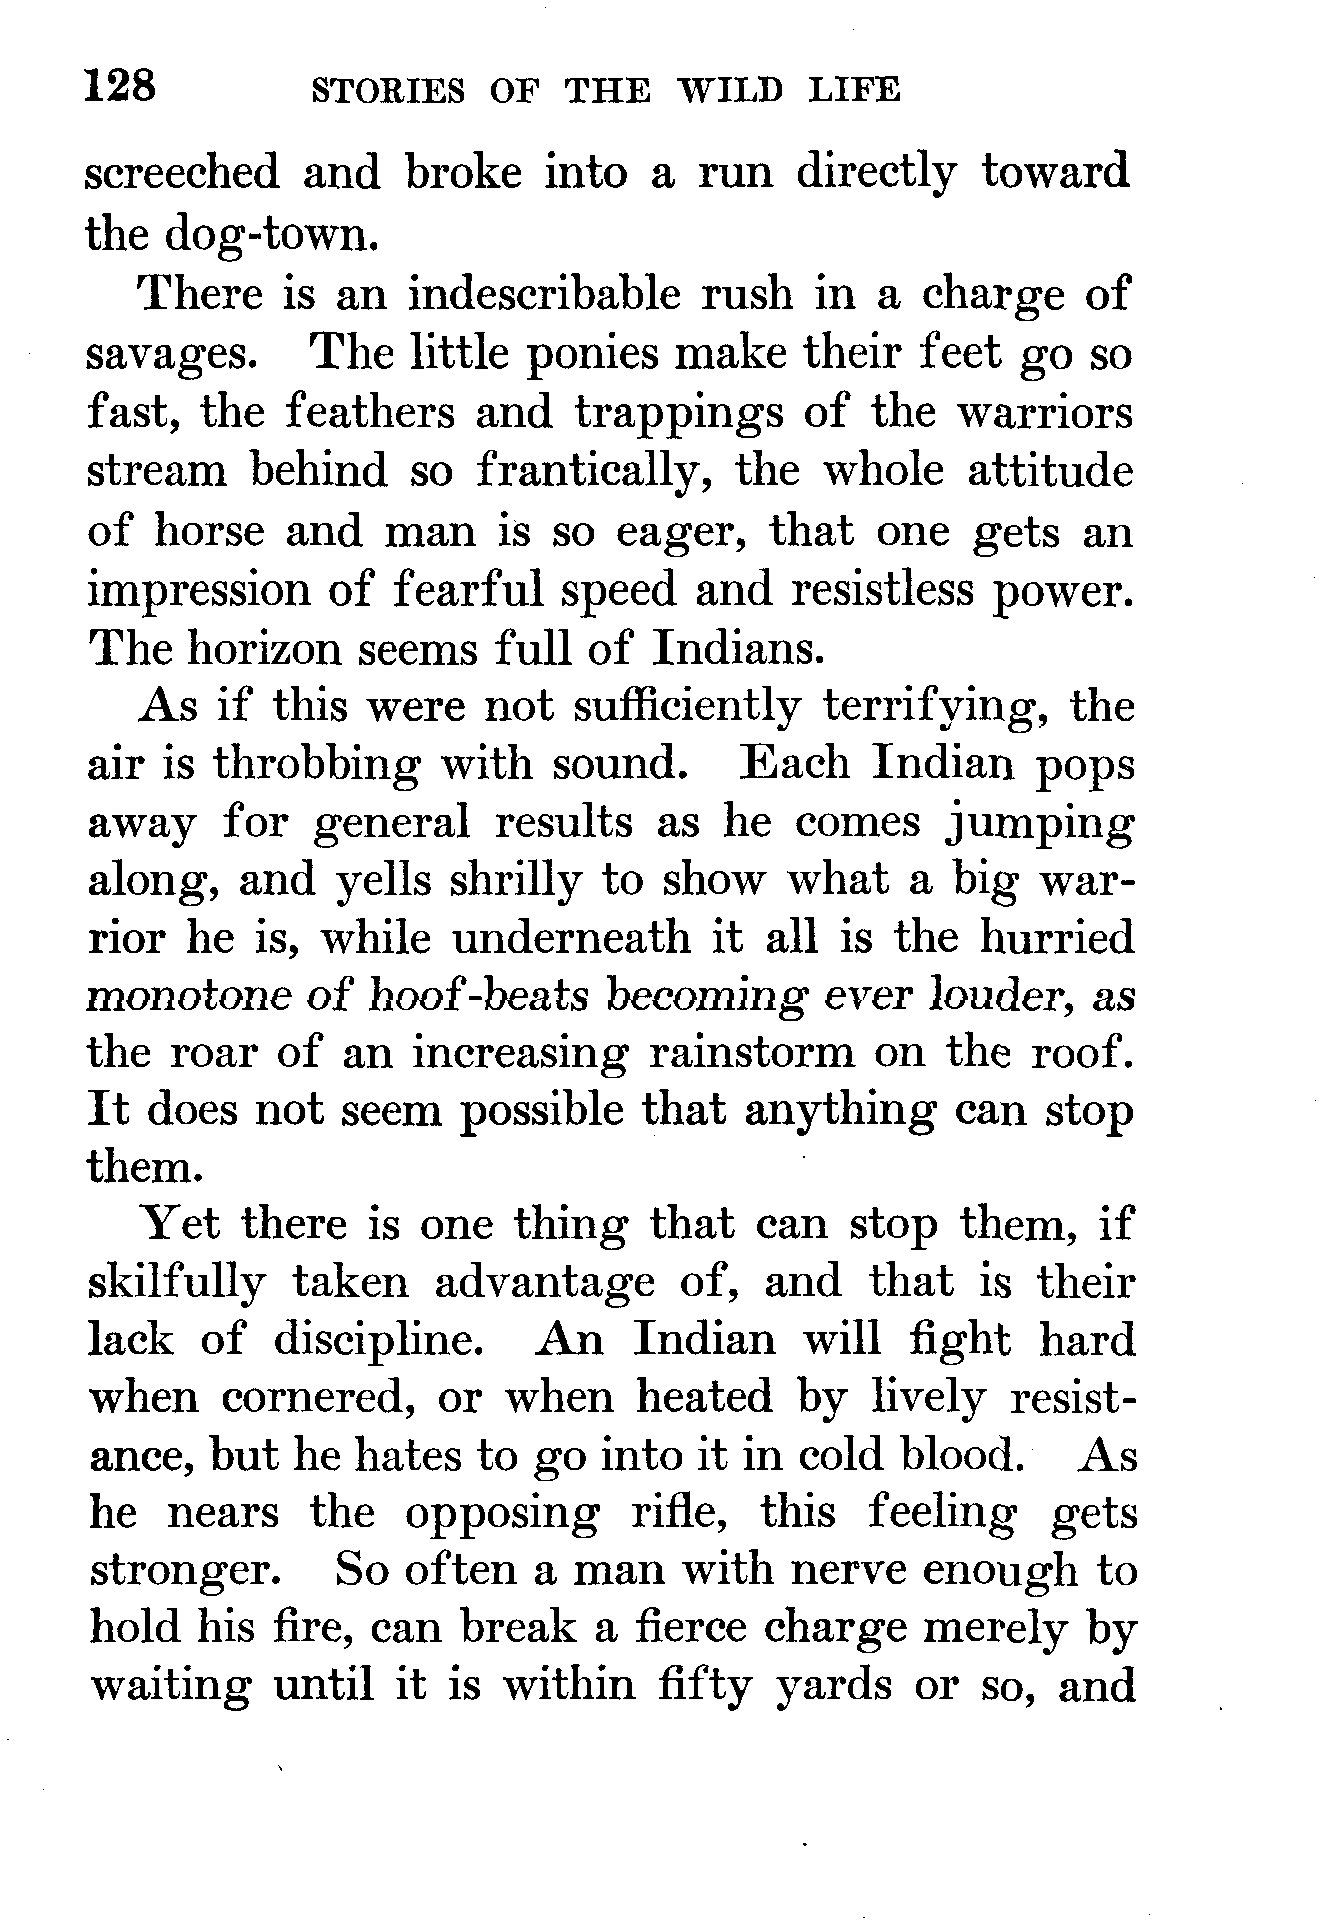 128 STORIES OF THE WILD LIFE
screeched and broke into a run directly toward
the dog-town.
There is an indescribable rush in a charge of
savages. The little ponies make their feet go so
fast, the feathers and trappings of the warriors
stream behind so frantically, the whole attitude
of horse and man is so eager, that one gets an
impression of fearful speed and resistless power.
The horizon seems full of Indians.
As if this were not sufficiently terrifying, the
air is throbbing with sound. Each Indian pops
away for general results as he comes jumping
along, and yells shrilly to show what a big war-
rior he is, while underneath it all is the hurried
monotone of hoof-beats becoming ever louder, as
the roar of an increasing rainstorm on the roof.
It does not seem possible that anything can stop
them.
Yet there is one thing that can stop them, if
skilfully taken advantage of, and that is their
lack of discipline. An Indian will fight hard
when cornered, or when heated by lively resist-
ance, but he hates to go into it in cold blood. As
he nears the opposing rifle, this feeling gets
stronger. So often a man with nerve enough to
hold his fire, can break a fierce charge merely by
waiting until it is within fifty yards or so, and